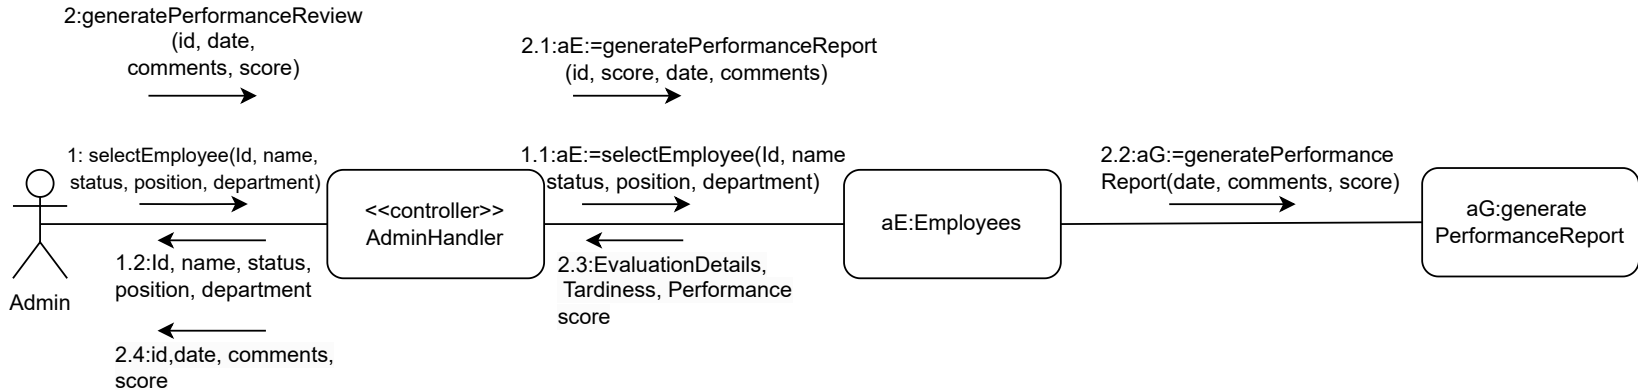 2:generatePerformanceReview
(id, date,
comments, score)
2.1:aE:=generatePerformanceReport
(id, score, date, comments)
1: selectEmployee(Id, name,
status, position, department)
1.1:aE:=selectEmployee(Id, name
status, position, department)
2.2:aG:=generatePerformance
Report(date, comments, score)
<<controller>>
AdminHandler
aE:Employees
aG:generate
PerformanceReport
Admin
1.2:Id, name, status,
position, department
2.3:EvaluationDetails,
Tardiness, Performance
score
2.4:id,date, comments,
score